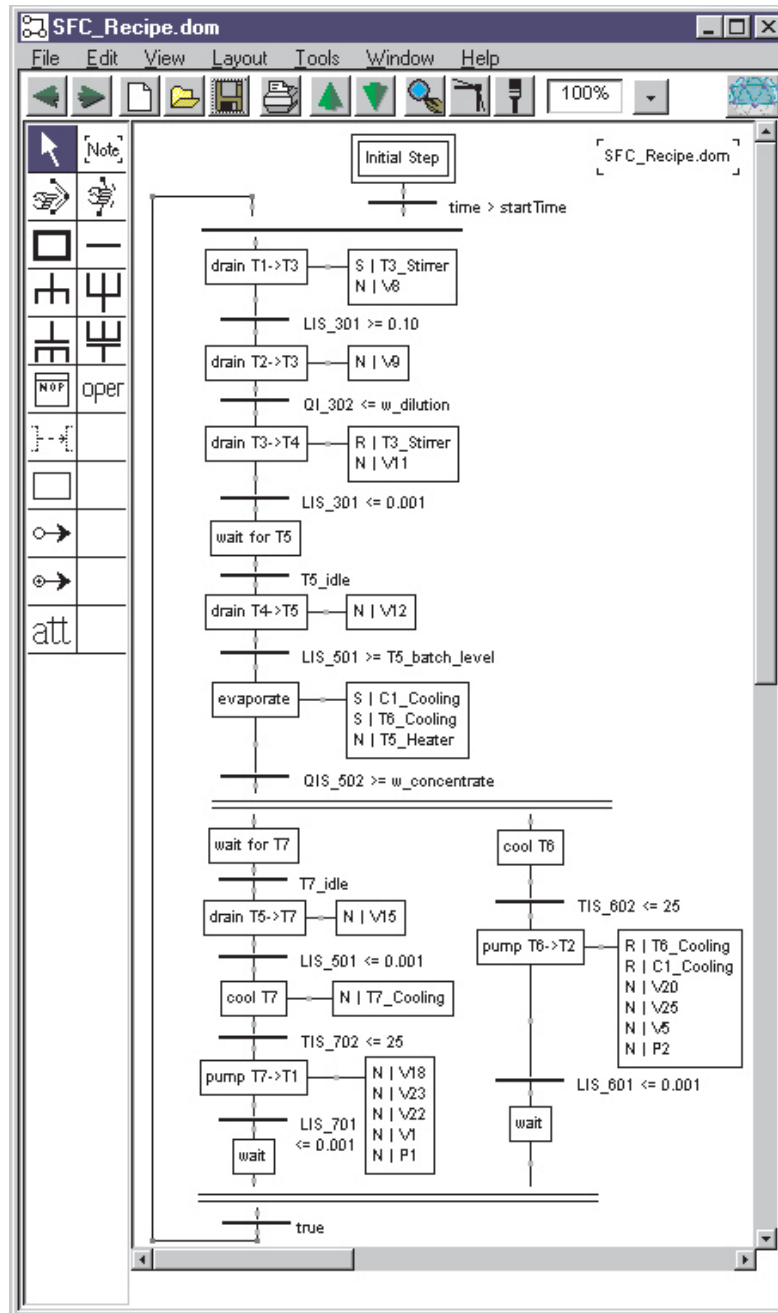 SFC_Recipe.dom
File Edit View Layout Tools Window Help
100%
[Note]
NOP
oper
att
Initial Step
SFC_Recipe.dom
time > startTime
drain T1->T3
S | T3_Stirrer
N | V8
LIS_301 >= 0.10
drain T2->T3
N | V9
QI_302 <= w_dilution
drain T3->T4
R | T3_Stirrer
N | V11
LIS_301 <= 0.001
wait for T5
T5_idle
drain T4->T5
N | V12
LIS_501 >= T5_batch_level
evaporate
S | C1_Cooling
S | T6_Cooling
N | T5_Heater
QIS_502 >= w_concentrate
wait for T7
T7_idle
drain T5->T7
N | V15
LIS_501 <= 0.001
cool T7
N | T7_Cooling
TIS_702 <= 25
pump T7->T1
N | V18
N | V23
N | V22
N | V1
N | P1
LIS_701
<= 0.001
wait
cool T6
TIS_602 <= 25
pump T6->T2
R | T6_Cooling
R | C1_Cooling
N | V20
N | V25
N | V5
N | P2
LIS_601 <= 0.001
wait
true